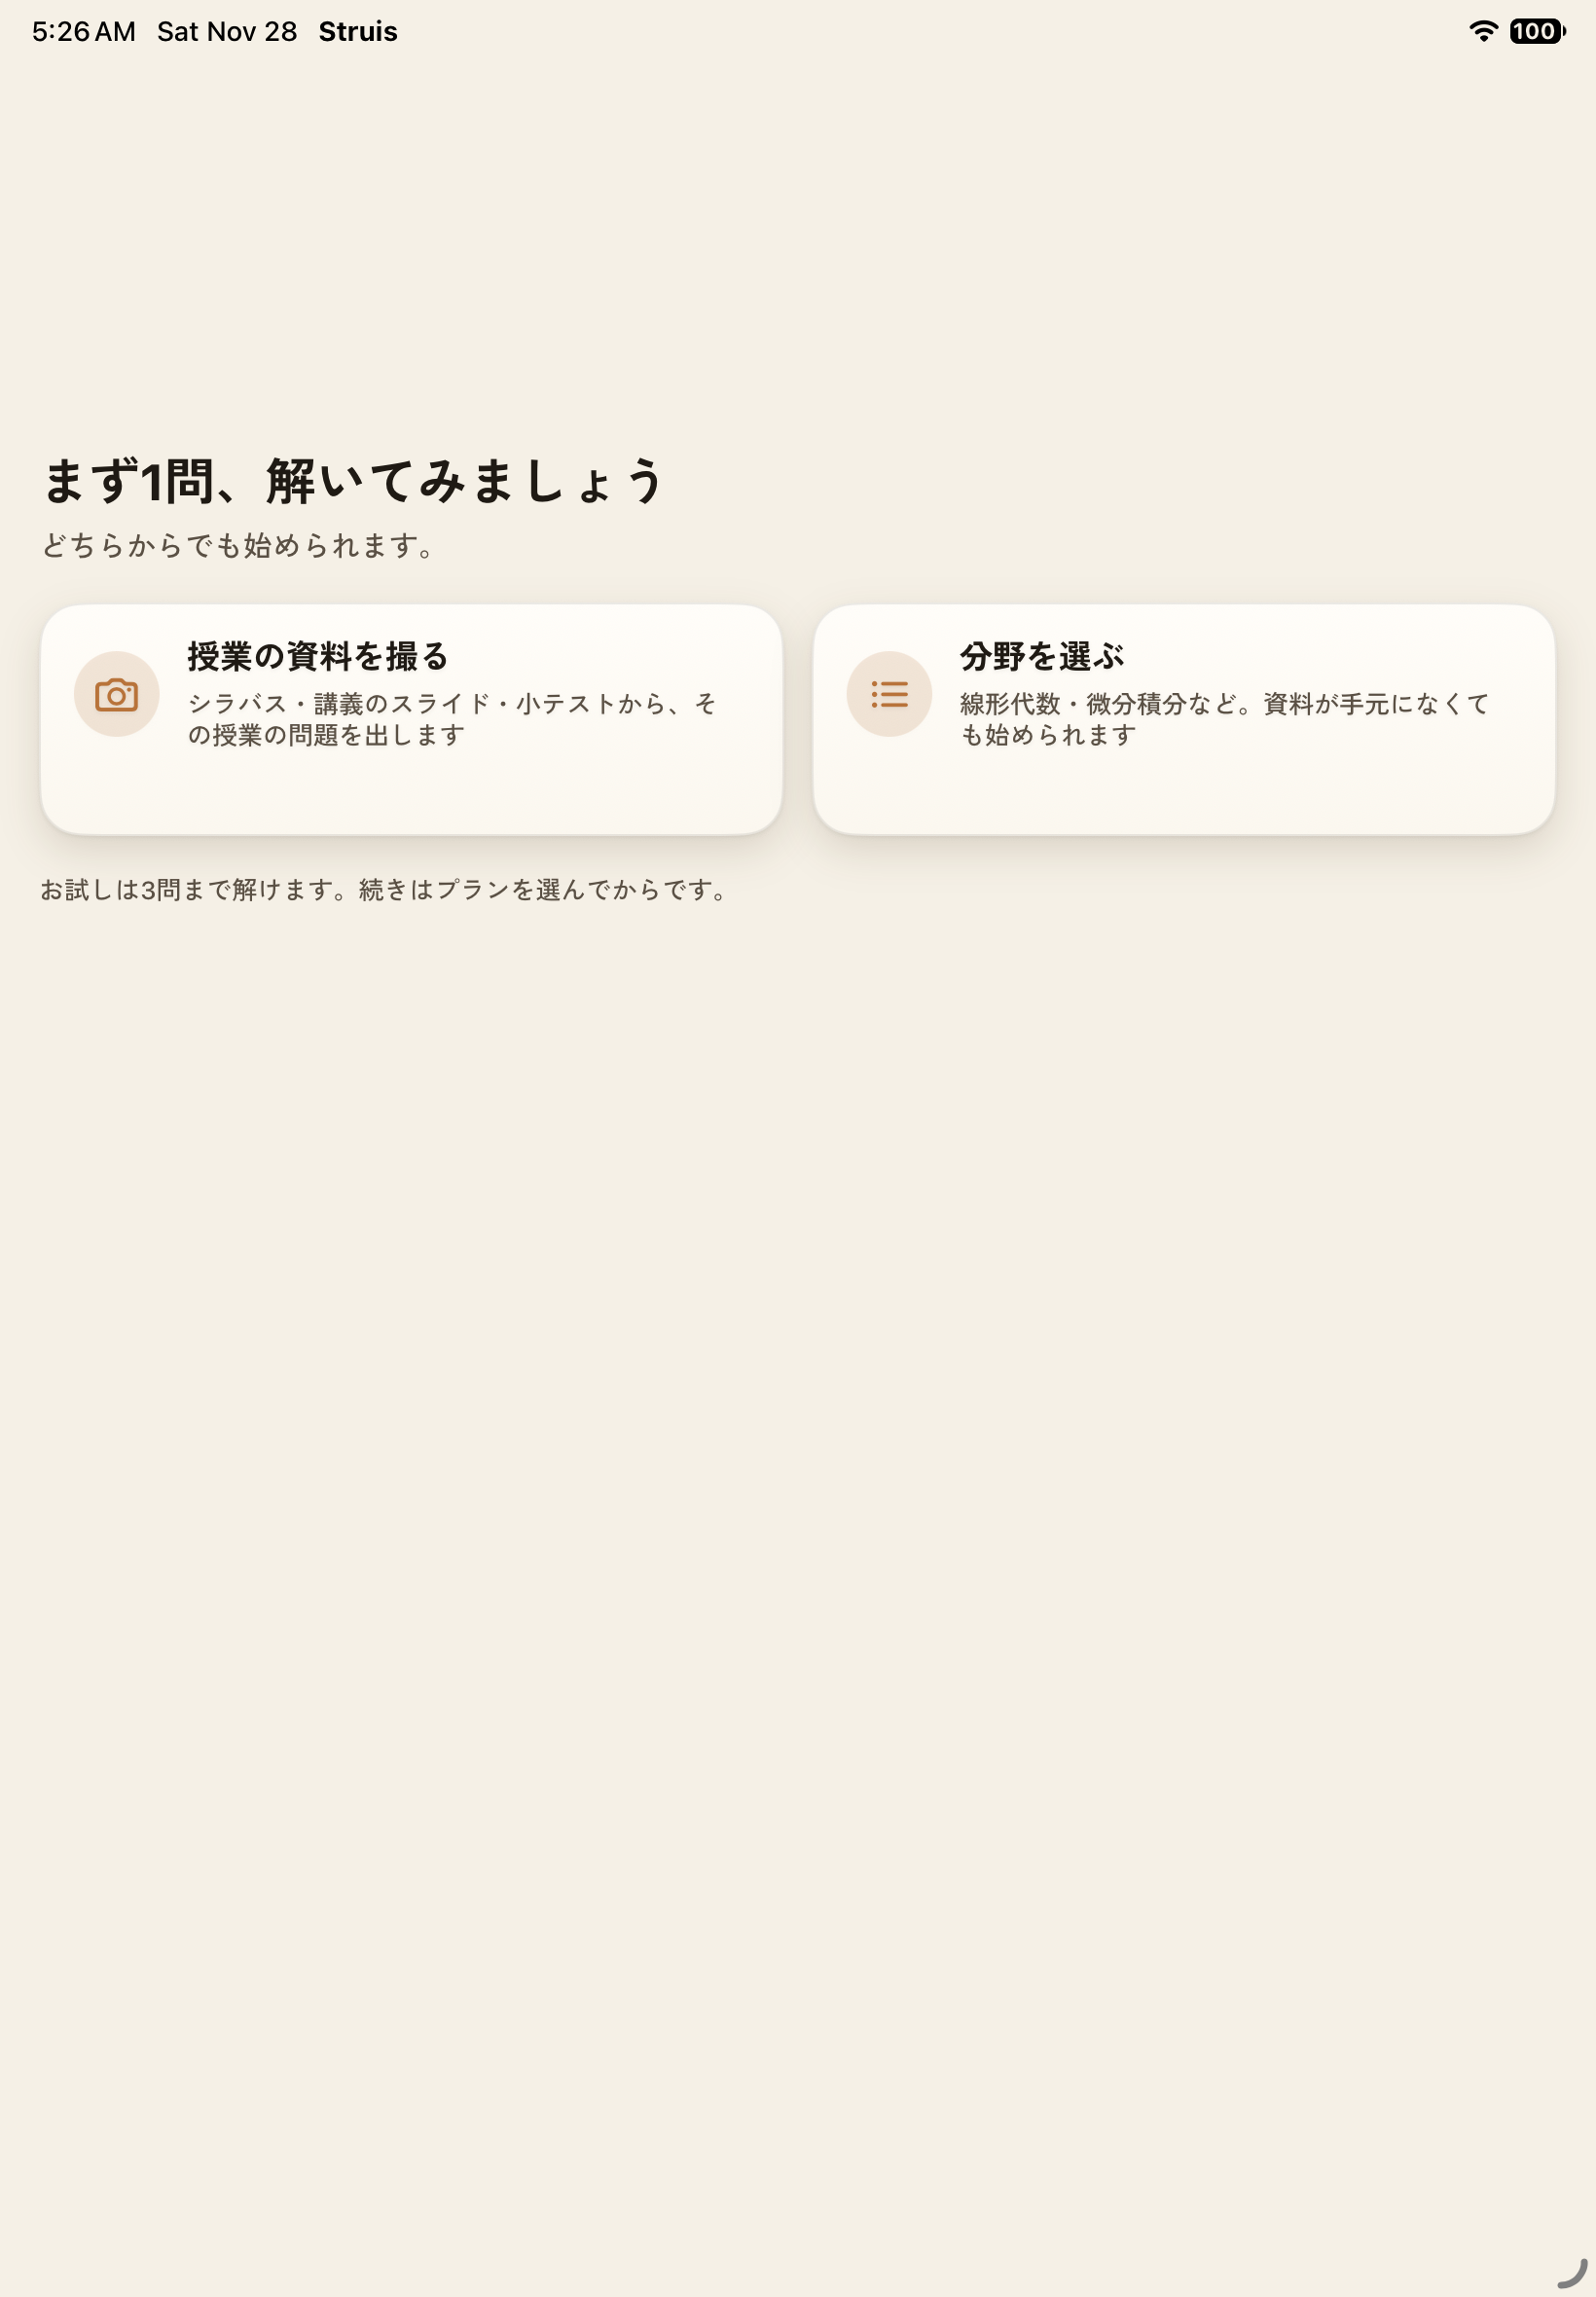 5:26 AM Sat Nov 28 Struis
100
まず1問、解いてみましょう
どちらからでも始められます。
授業の資料を撮る
シラバス・講義のスライド・小テストから、そ
の授業の問題を出します
分野を選ぶ
線形代数・微分積分など。資料が手元になくて
も始められます
お試しは3問まで解けます。続きはプランを選んでからです。